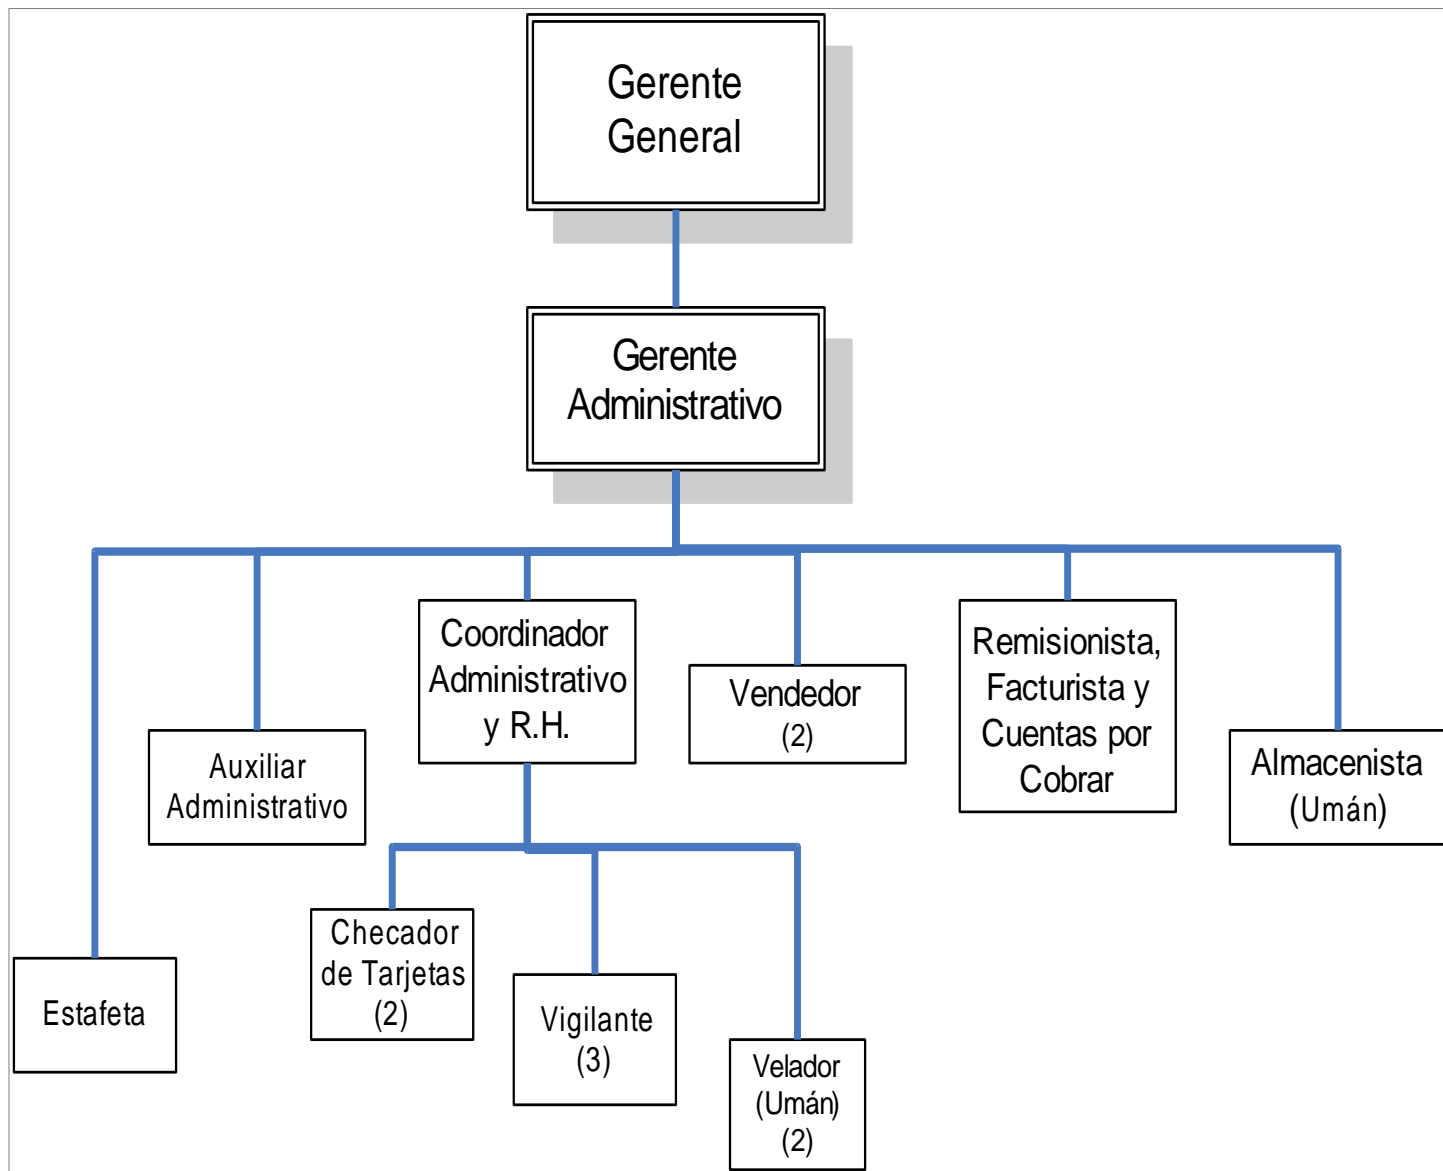 Gerente
General
Gerente
Administrativo
Coordinador
Administrativo
y R.H.
Vendedor
(2)
Remisionista,
Facturista y
Cuentas por
Cobrar
Auxiliar
Administrativo
Almacenista
(Umán)
Checador
de Tarjetas
(2)
Estafeta
Vigilante
(3)
Velador
(Umán)
(2)